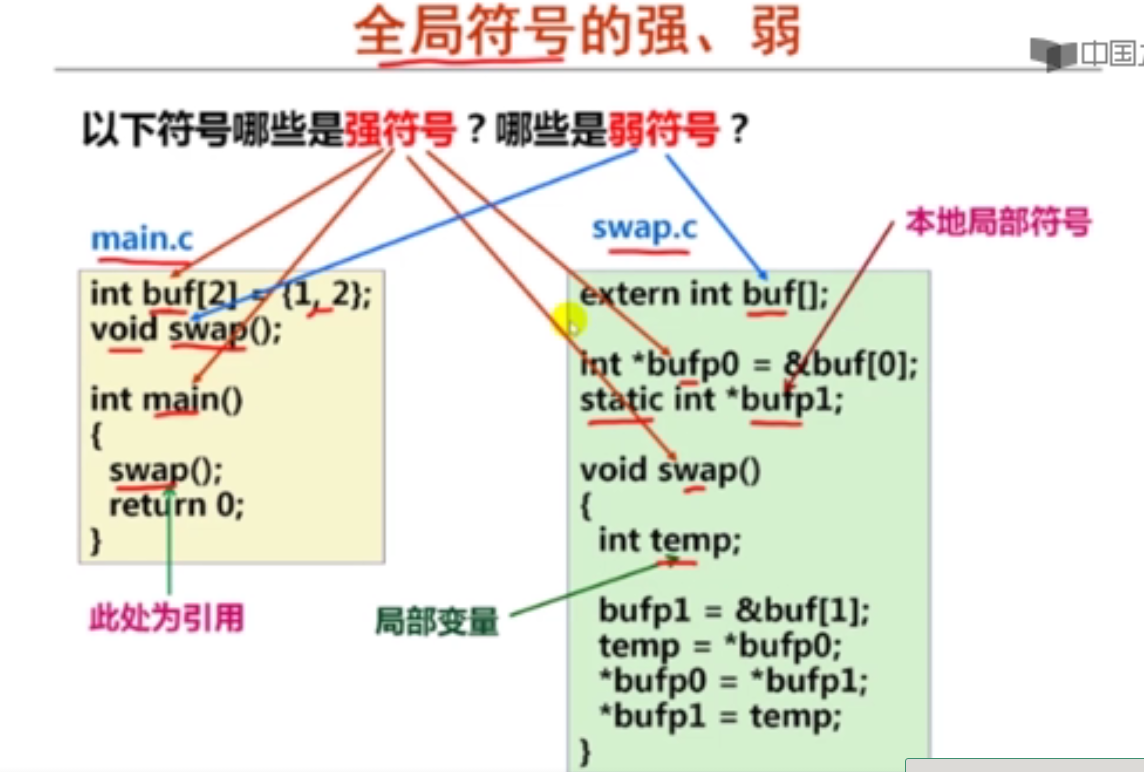 全局符号的强、弱
中国
以下符号哪些是强符号？哪些是弱符号？
main.c
int buf[2] = {1, 2};
void swap();
int main()
{
swap();
return 0;
}
此处为引用
swap.c
本地局部符号
extern int buf[];
int *bufp0 = &buf[0];
static int *bufp1;
void swap()
{
int temp;
局部变量
bufp1 = &buf[1];
temp = *bufp0;
*bufp0 = *bufp1;
*bufp1 = temp;
}